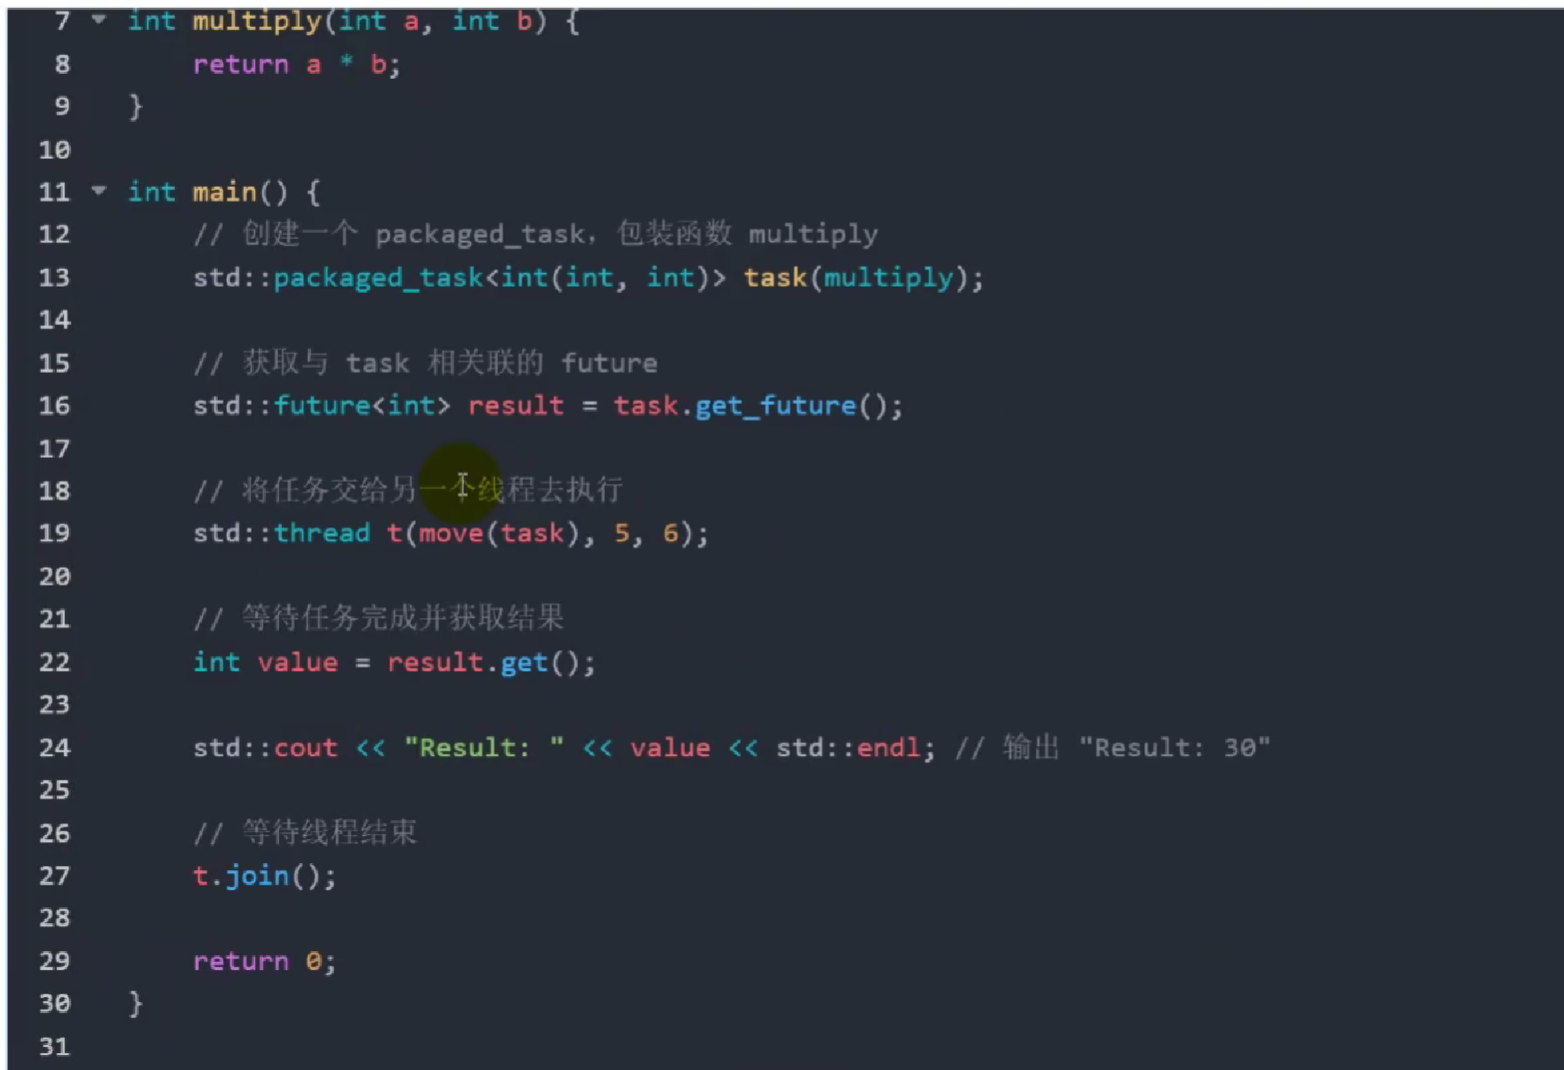 7 int multiply(int a, int b) {
8 return a * b;
9 }
10
11 int main() {
12 // 创建一个 packaged_task，包装函数 multiply
13 std::packaged_task<int(int, int)> task(multiply);
14
15 // 获取与 task 相关联的 future
16 std::future<int> result = task.get_future();
17
18 // 将任务交给另一个线程去执行
19 std::thread t(move(task), 5, 6);
20
21 // 等待任务完成并获取结果
22 int value = result.get();
23
24 std::cout << "Result: " << value << std::endl; // 输出 "Result: 30"
25
26 // 等待线程结束
27 t.join();
28
29 return 0;
30 }
31